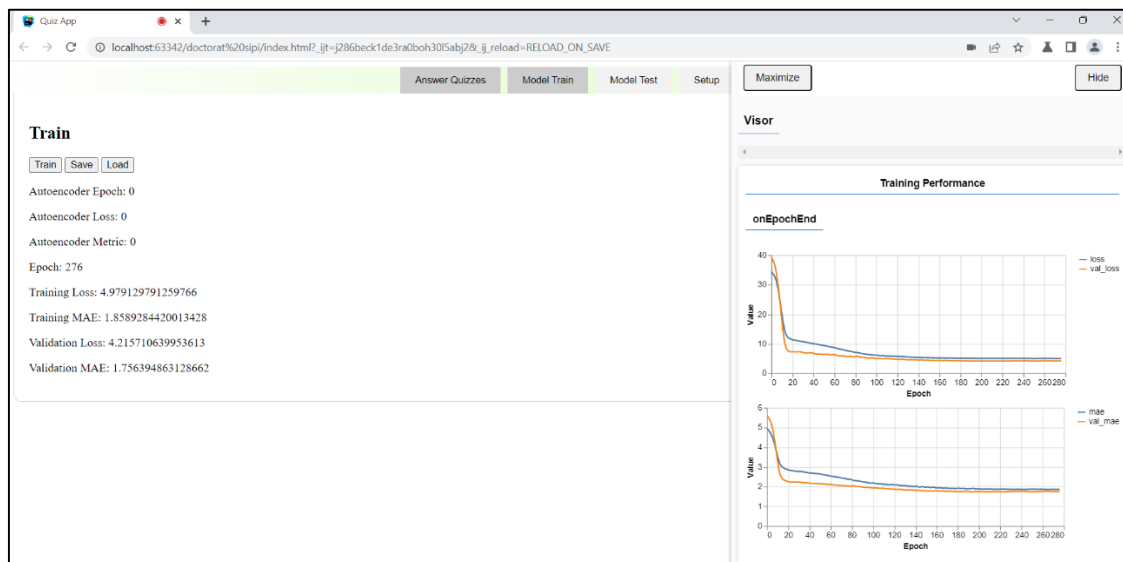 Quiz App
localhost:63342/doctorat%20sipi/index.html?_ijt=j286beck1de3ra0boh30l5abj2&_ij_reload=RELOAD_ON_SAVE
Answer Quizzes Model Train Model Test Setup
Maximize Hide
Visor
Train
Train Save Load
Autoencoder Epoch: 0
Autoencoder Loss: 0
Autoencoder Metric: 0
Epoch: 276
Training Loss: 4.979129791259766
Training MAE: 1.8589284420013428
Validation Loss: 4.215710639953613
Validation MAE: 1.756394863128662
Training Performance
onEpochEnd
40
30
20
10
0
Value
0 20 40 60 80 100 120 140 160 180 200 220 240 260 280
Epoch
loss
val_loss
6
5
4
3
2
1
0
Value
0 20 40 60 80 100 120 140 160 180 200 220 240 260 280
Epoch
mae
val_mae